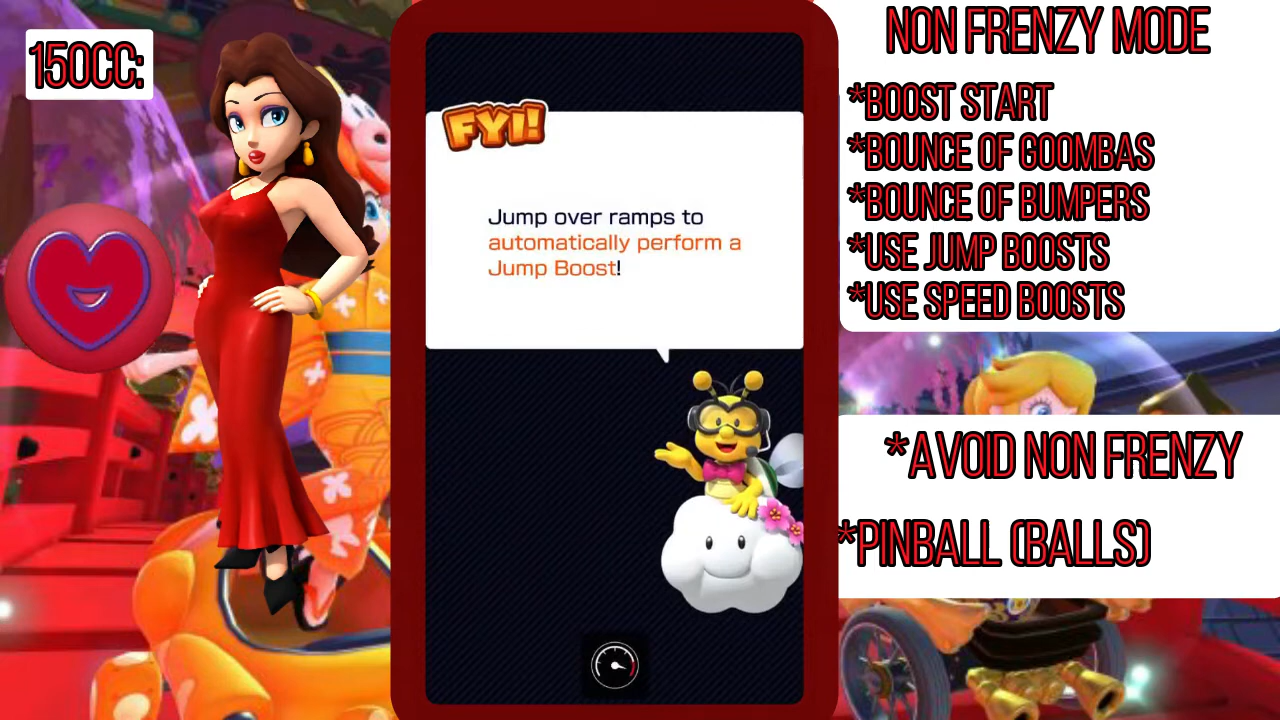 150CC:
FYI!
Jump over ramps to
automatically perform a
Jump Boost!
NON FRENZY MODE
*BOOST START
*BOUNCE OF GOOMBAS
*BOUNCE OF BUMPERS
*USE JUMP BOOSTS
*USE SPEED BOOSTS
*AVOID NON FRENZY
*PINBALL (BALLS)